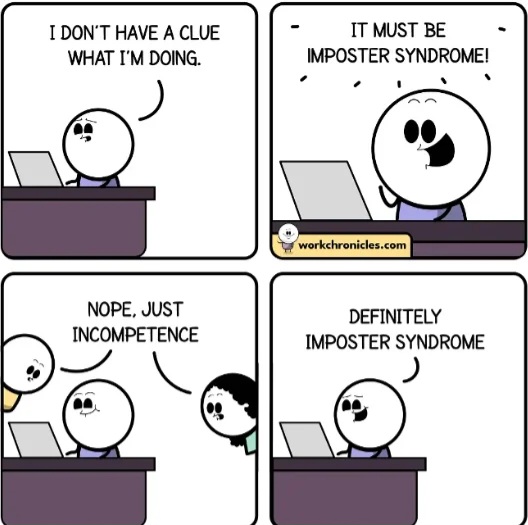 I DON'T HAVE A CLUE
WHAT I'M DOING.
IT MUST BE
IMPOSTER SYNDROME!
workchronicles.com
NOPE, JUST
INCOMPETENCE
DEFINITELY
IMPOSTER SYNDROME